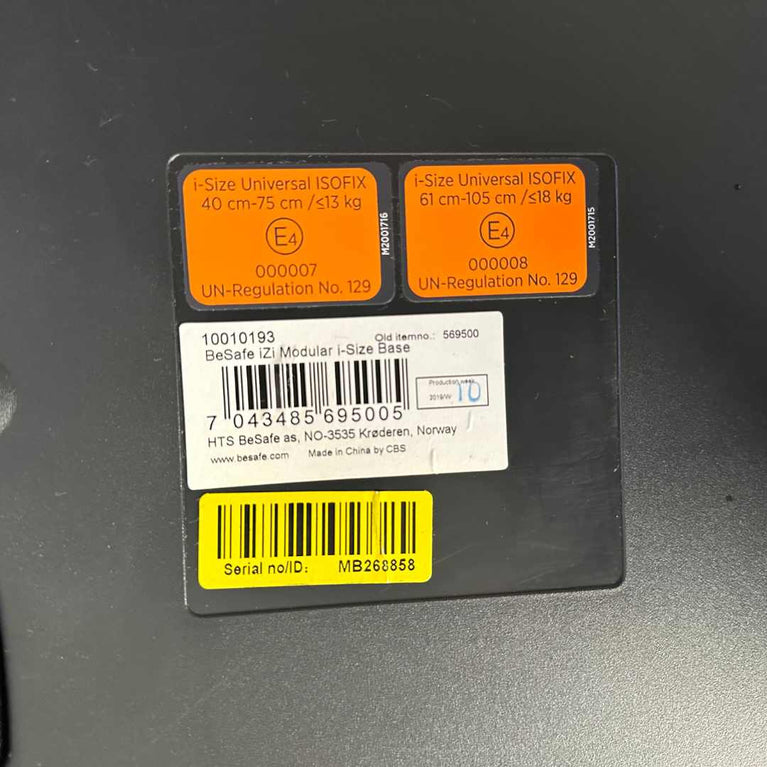 i-Size Universal ISOFIX
40 cm-75 cm /≤13 kg
E4
000007
UN-Regulation No. 129
M2001716
i-Size Universal ISOFIX
61 cm-105 cm /≤18 kg
E4
000008
UN-Regulation No. 129
M2001715
10010193 Old itemno.: 569500
BeSafe iZi Modular i-Size Base
Production week
2019/W 10
7 043485 695005
HTS BeSafe as, NO-3535 Krøderen, Norway
www.besafe.com Made in China by CBS
Serial no/ID: MB268858